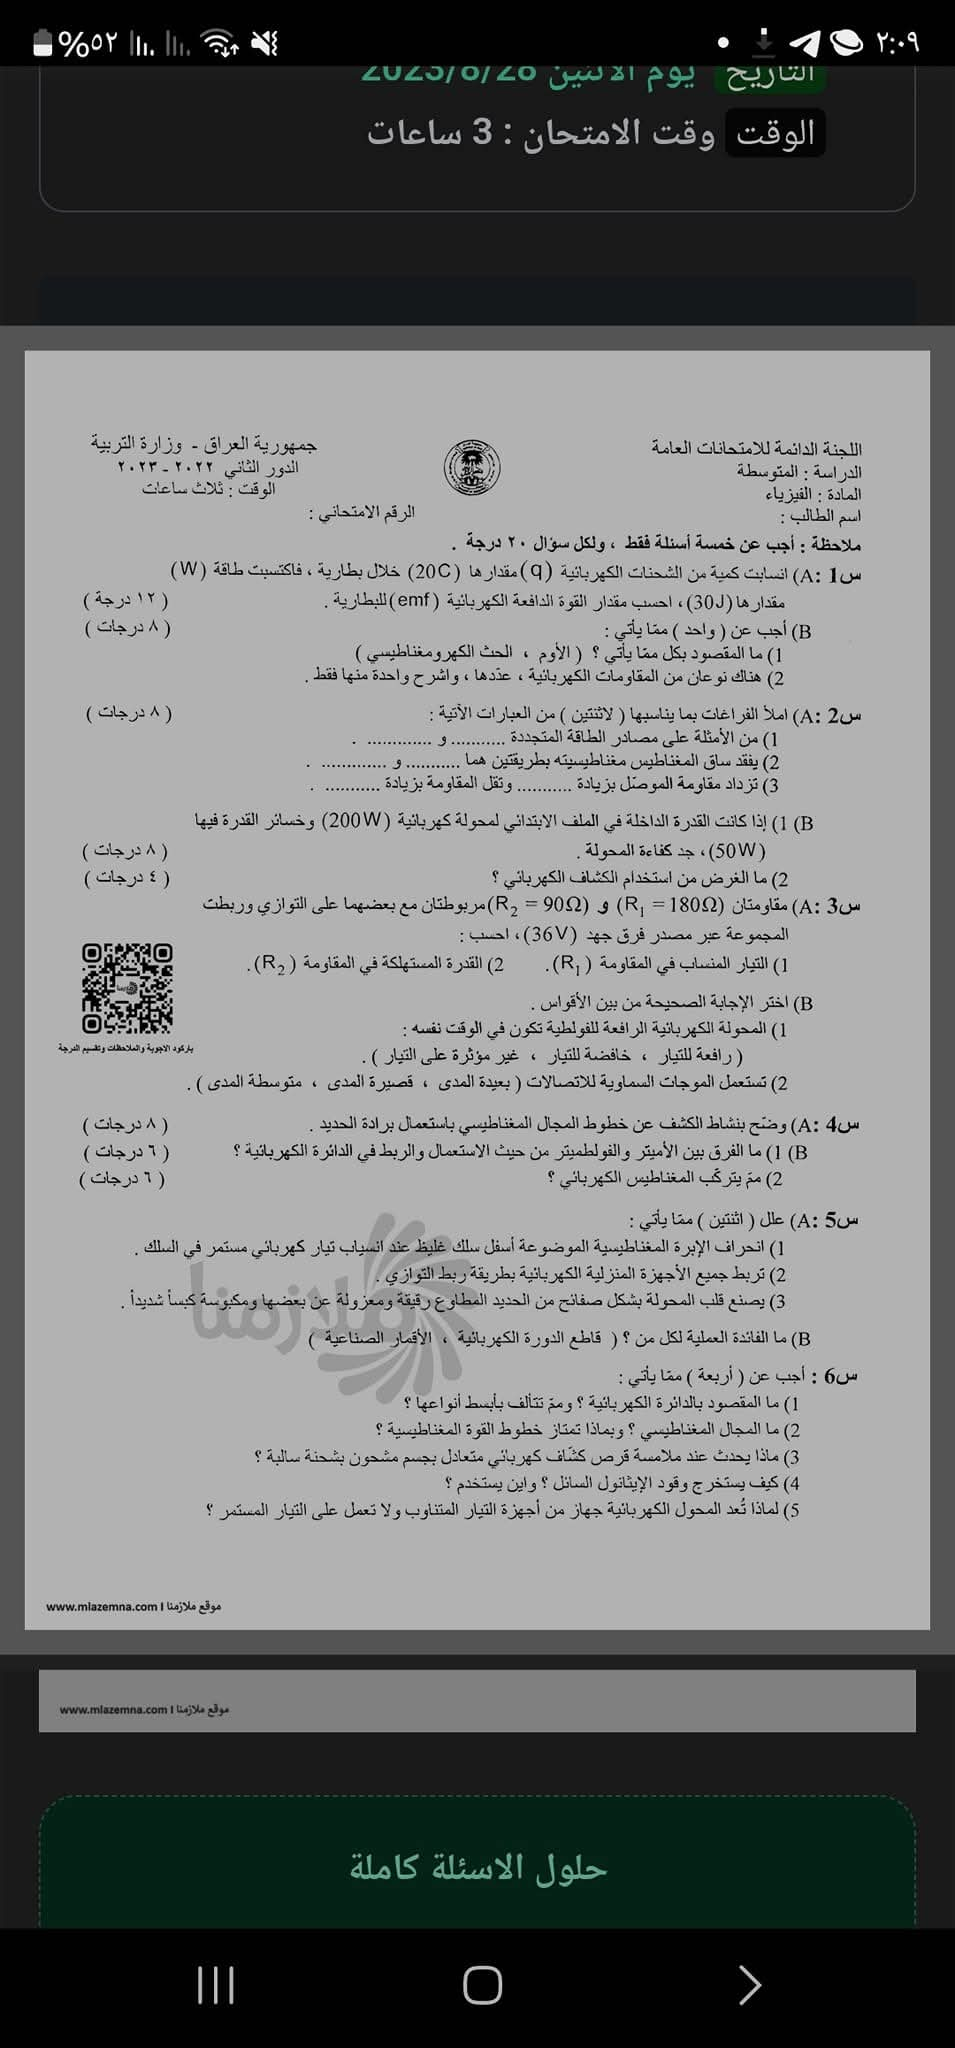 ٢:٠٩
%٥٢
التاريخ يوم الاثنين 2023/8/28
الوقت وقت الامتحان : 3 ساعات
اللجنة الدائمة للامتحانات العامة
الدراسة : المتوسطة
المادة : الفيزياء
اسم الطالب :
جمهورية العراق - وزارة التربية
الدور الثاني ٢٠٢٢ - ٢٠٢٣
الوقت : ثلاث ساعات
الرقم الامتحاني :
ملاحظة : أجب عن خمسة أسئلة فقط ، ولكل سؤال ٢٠ درجة .
س1 :A) انسابت كمية من الشحنات الكهربائية (q) مقدارها (20C) خلال بطارية ، فاكتسبت طاقة (W)
مقدارها (30J) ، احسب مقدار القوة الدافعة الكهربائية (emf) للبطارية . ( ١٢ درجة )
B) أجب عن ( واحد ) ممّا يأتي : ( ٨ درجات )
1) ما المقصود بكل ممّا يأتي ؟ ( الأوم ، الحث الكهرومغناطيسي )
2) هناك نوعان من المقاومات الكهربائية ، عدّدها ، واشرح واحدة منها فقط .
س2 :A) املأ الفراغات بما يناسبها ( لاثنتين ) من العبارات الآتية : ( ٨ درجات )
1) من الأمثلة على مصادر الطاقة المتجددة ........... و ............. .
2) يفقد ساق المغناطيس مغناطيسيته بطريقتين هما ........... و ............. .
3) تزداد مقاومة الموصّل بزيادة ........... وتقل المقاومة بزيادة ........... .
B) 1) إذا كانت القدرة الداخلة في الملف الابتدائي لمحولة كهربائية (200W) وخسائر القدرة فيها
(50W) ، جد كفاءة المحولة . ( ٨ درجات )
2) ما الغرض من استخدام الكشاف الكهربائي ؟ ( ٤ درجات )
س3 :A) مقاومتان (R1 = 180Ω) و (R2 = 90Ω) مربوطتان مع بعضهما على التوازي وربطت
المجموعة عبر مصدر فرق جهد (36V) ، احسب :
1) التيار المنساب في المقاومة (R1) . 2) القدرة المستهلكة في المقاومة (R2) .
B) اختر الإجابة الصحيحة من بين الأقواس .
1) المحولة الكهربائية الرافعة للفولطية تكون في الوقت نفسه :
( رافعة للتيار ، خافضة للتيار ، غير مؤثرة على التيار ) .
2) تستعمل الموجات السماوية للاتصالات ( بعيدة المدى ، قصيرة المدى ، متوسطة المدى ) .
باركود الاجوبة والملاحظات وتقسيم الدرجة
س4 :A) وضّح بنشاط الكشف عن خطوط المجال المغناطيسي باستعمال برادة الحديد . ( ٨ درجات )
B) 1) ما الفرق بين الأميتر والفولطميتر من حيث الاستعمال والربط في الدائرة الكهربائية ؟ ( ٦ درجات )
2) ممّ يتركّب المغناطيس الكهربائي ؟ ( ٦ درجات )
س5 :A) علل ( اثنتين ) ممّا يأتي :
1) انحراف الإبرة المغناطيسية الموضوعة أسفل سلك غليظ عند انسياب تيار كهربائي مستمر في السلك .
2) تربط جميع الأجهزة المنزلية الكهربائية بطريقة ربط التوازي .
3) يصنع قلب المحولة بشكل صفائح من الحديد المطاوع رقيقة ومعزولة عن بعضها ومكبوسة كبساً شديداً .
ملازمنا
B) ما الفائدة العملية لكل من ؟ ( قاطع الدورة الكهربائية ، الأقمار الصناعية )
س6 : أجب عن ( أربعة ) ممّا يأتي :
1) ما المقصود بالدائرة الكهربائية ؟ وممّ تتألف بأبسط أنواعها ؟
2) ما المجال المغناطيسي ؟ وبماذا تمتاز خطوط القوة المغناطيسية ؟
3) ماذا يحدث عند ملامسة قرص كشّاف كهربائي متعادل بجسم مشحون بشحنة سالبة ؟
4) كيف يستخرج وقود الإيثانول السائل ؟ واين يستخدم ؟
5) لماذا تُعد المحول الكهربائية جهاز من أجهزة التيار المتناوب ولا تعمل على التيار المستمر ؟
موقع ملازمنا I www.mlazemna.com
موقع ملازمنا I www.mlazemna.com
حلول الاسئلة كاملة